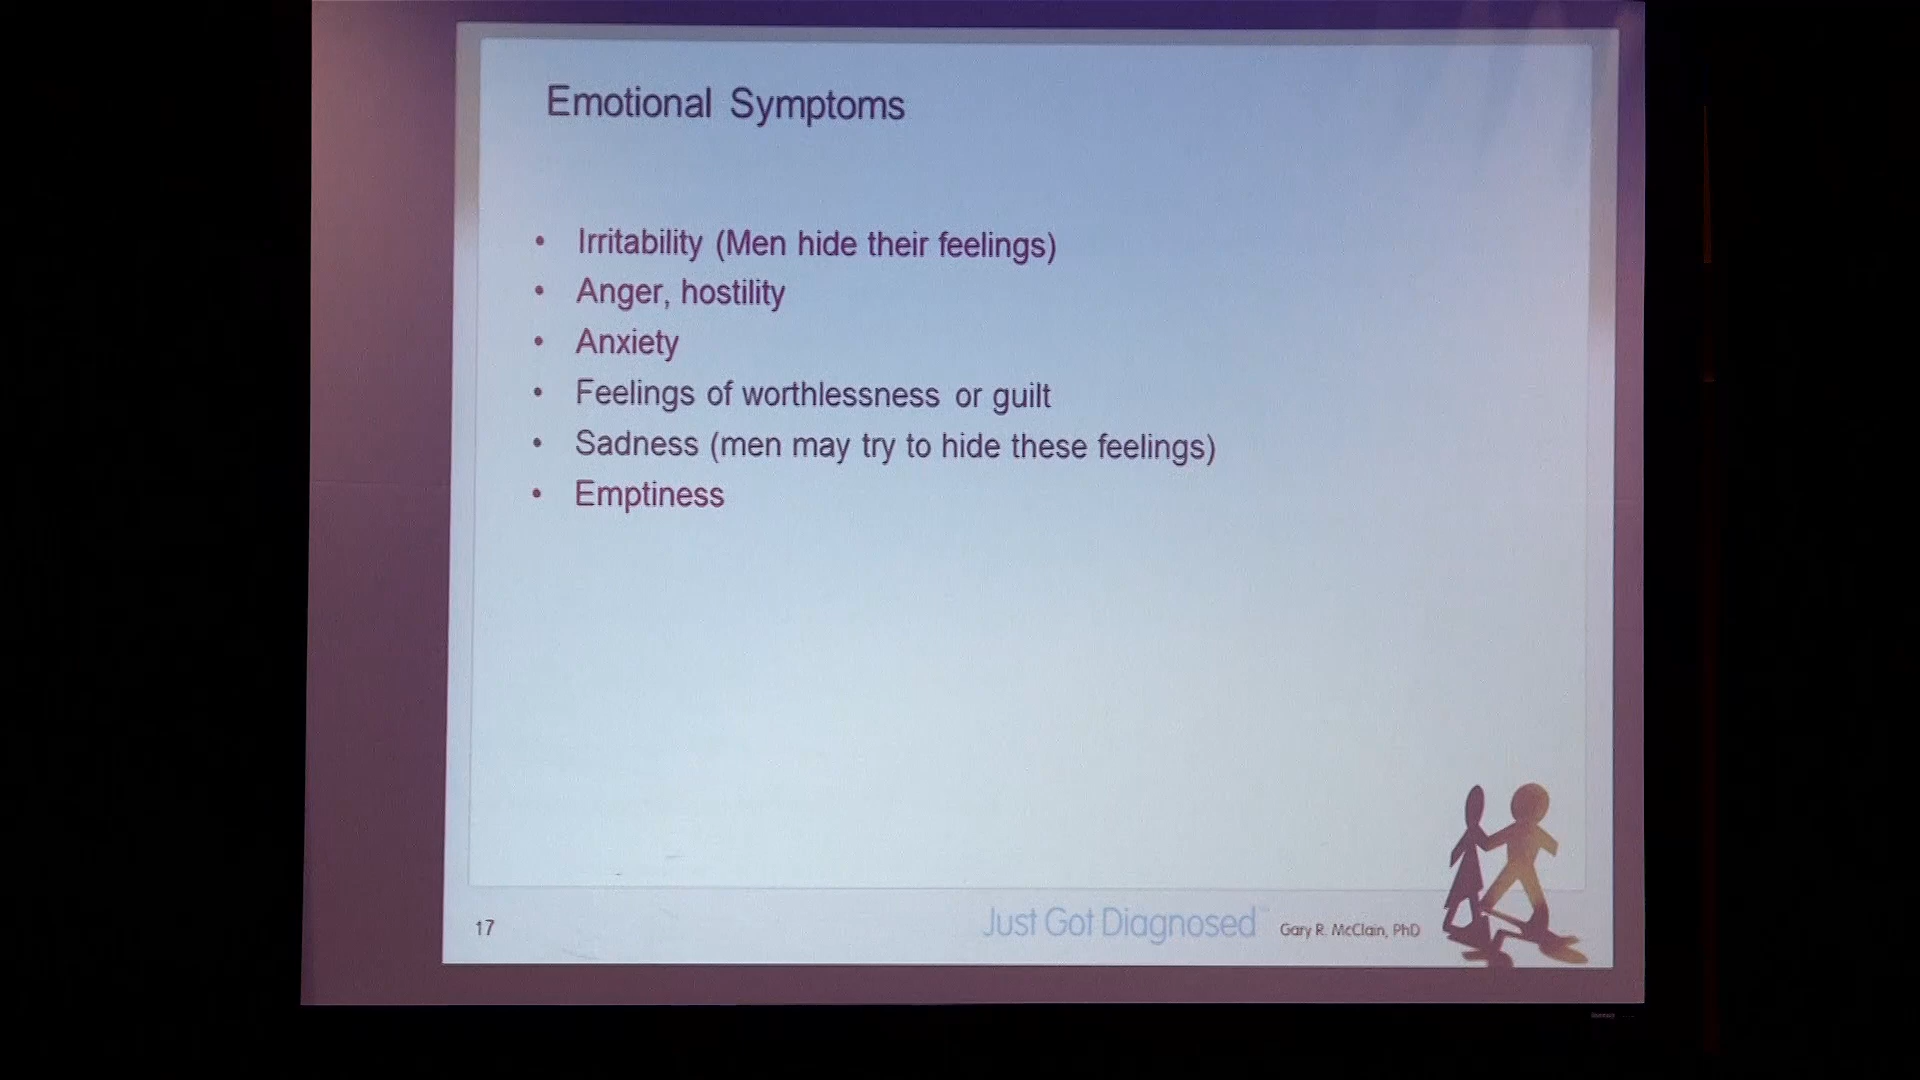 Emotional Symptoms
• Irritability (Men hide their feelings)
• Anger, hostility
• Anxiety
• Feelings of worthlessness or guilt
• Sadness (men may try to hide these feelings)
• Emptiness
17
Just Got Diagnosed
Gary R. McClain, PhD